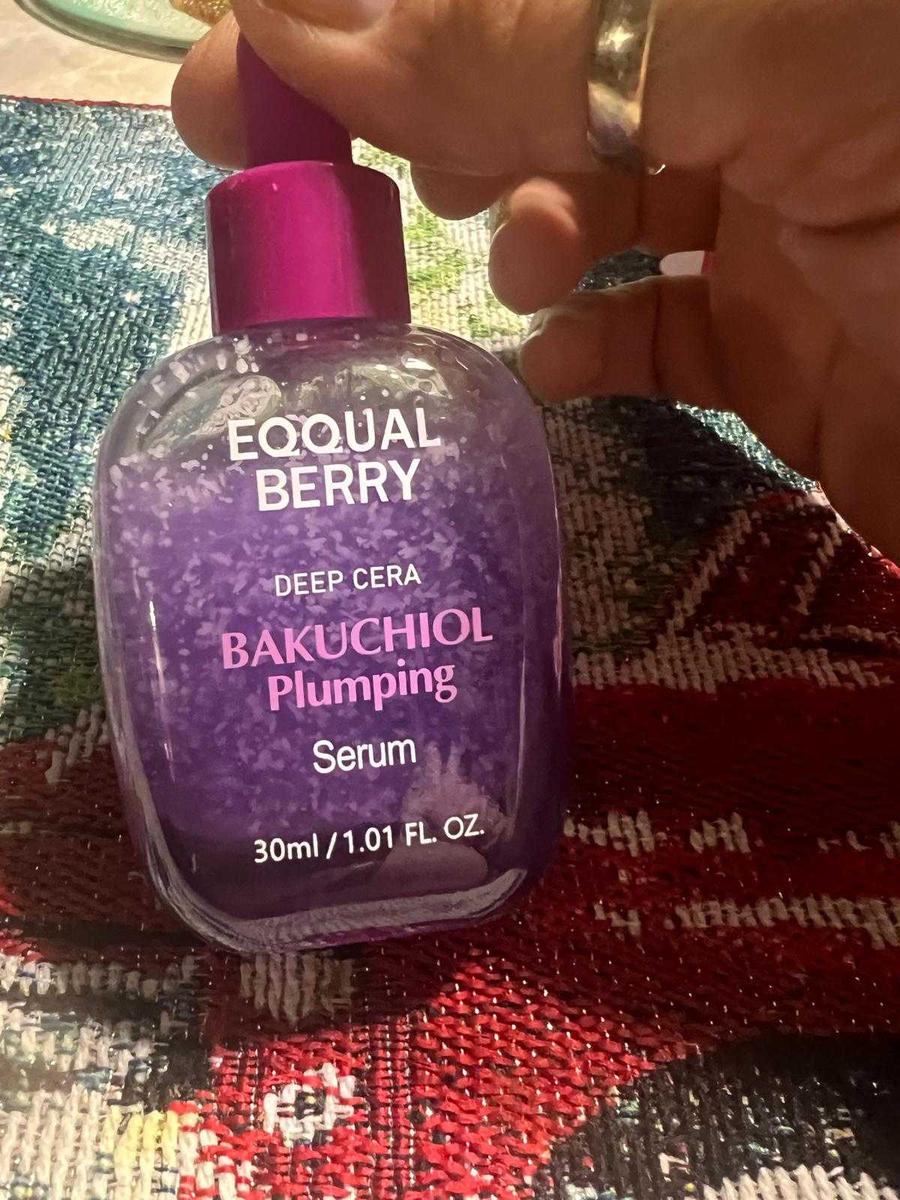 EQQUAL
BERRY
DEEP CERA
BAKUCHIOL
Plumping
Serum
30ml / 1.01 FL. OZ.